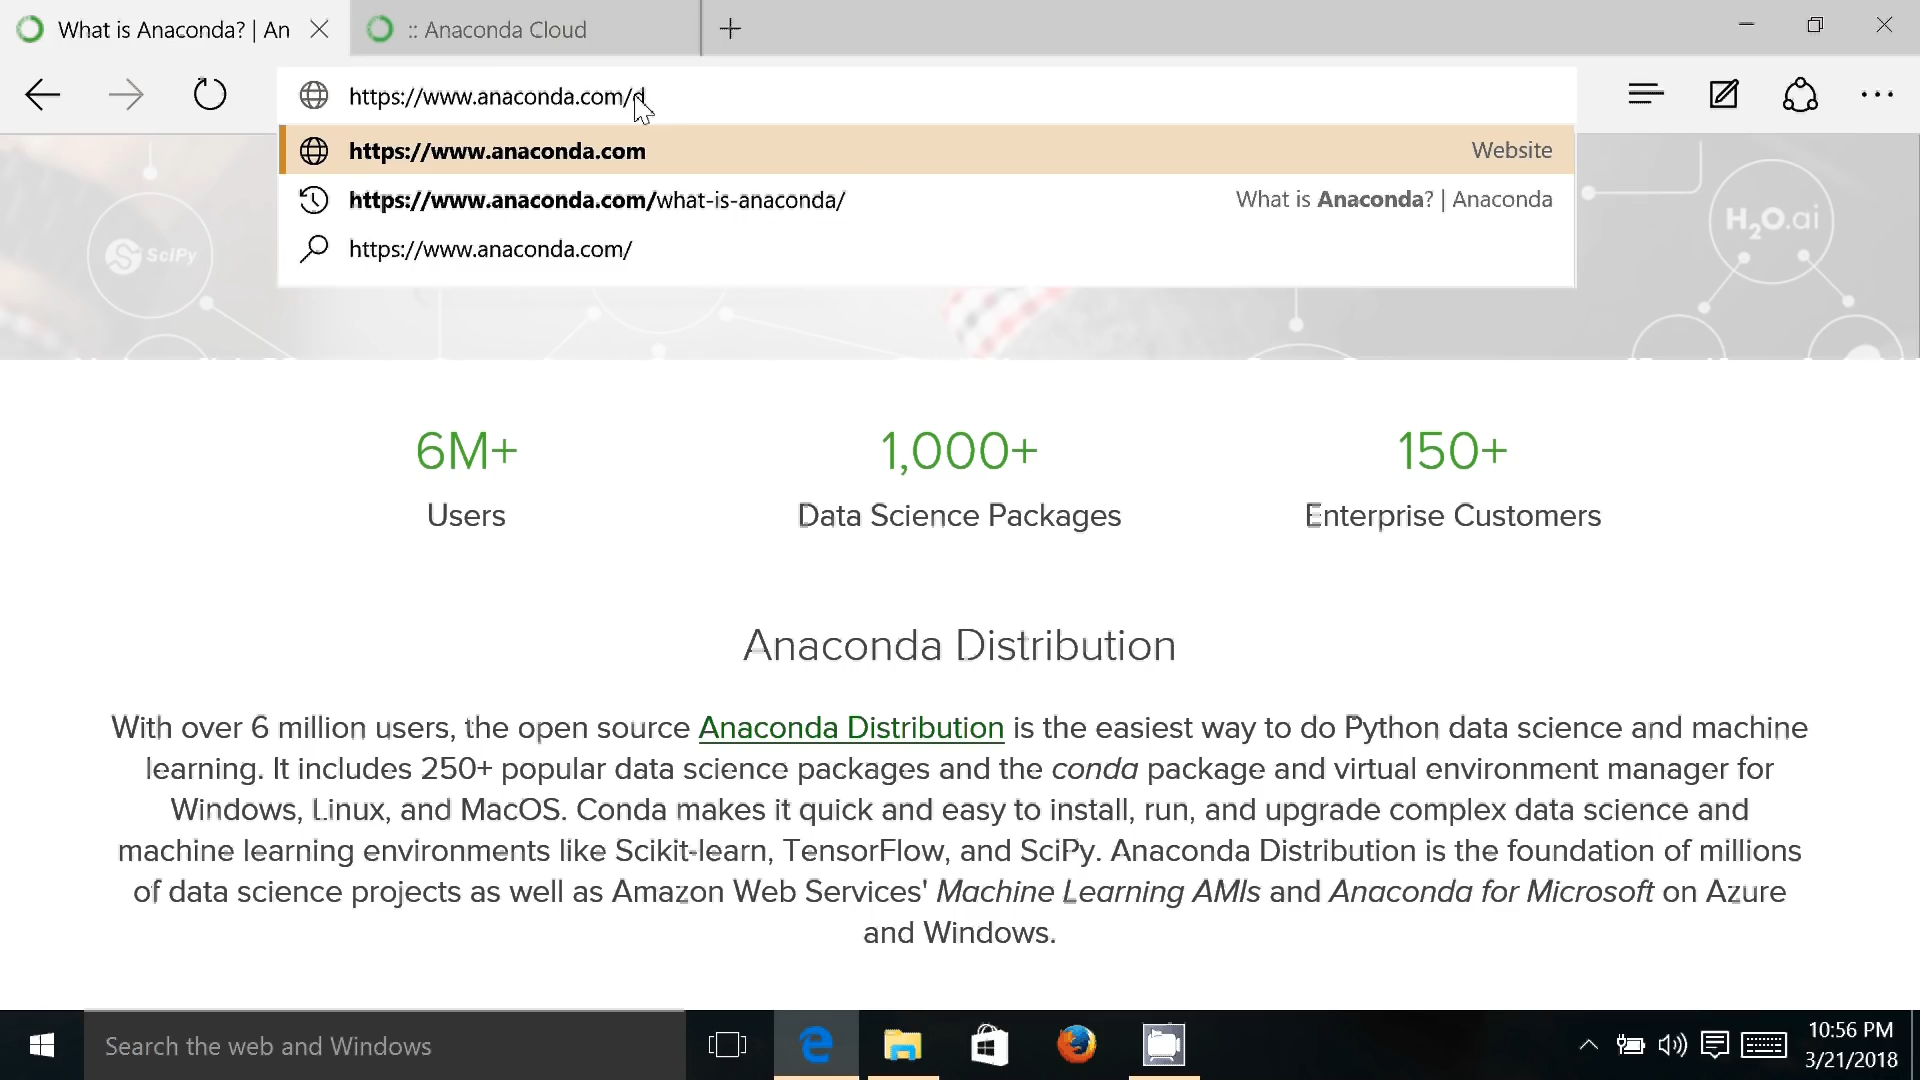 What is Anaconda? | An
:: Anaconda Cloud
https://www.anaconda.com/d
https://www.anaconda.com Website
https://www.anaconda.com/what-is-anaconda/ What is Anaconda? | Anaconda
https://www.anaconda.com/
SciPy
H2O.ai
6M+ 1,000+ 150+
Users Data Science Packages Enterprise Customers
Anaconda Distribution
With over 6 million users, the open source Anaconda Distribution is the easiest way to do Python data science and machine
learning. It includes 250+ popular data science packages and the conda package and virtual environment manager for
Windows, Linux, and MacOS. Conda makes it quick and easy to install, run, and upgrade complex data science and
machine learning environments like Scikit-learn, TensorFlow, and SciPy. Anaconda Distribution is the foundation of millions
of data science projects as well as Amazon Web Services' Machine Learning AMIs and Anaconda for Microsoft on Azure
and Windows.
Search the web and Windows
10:56 PM
3/21/2018